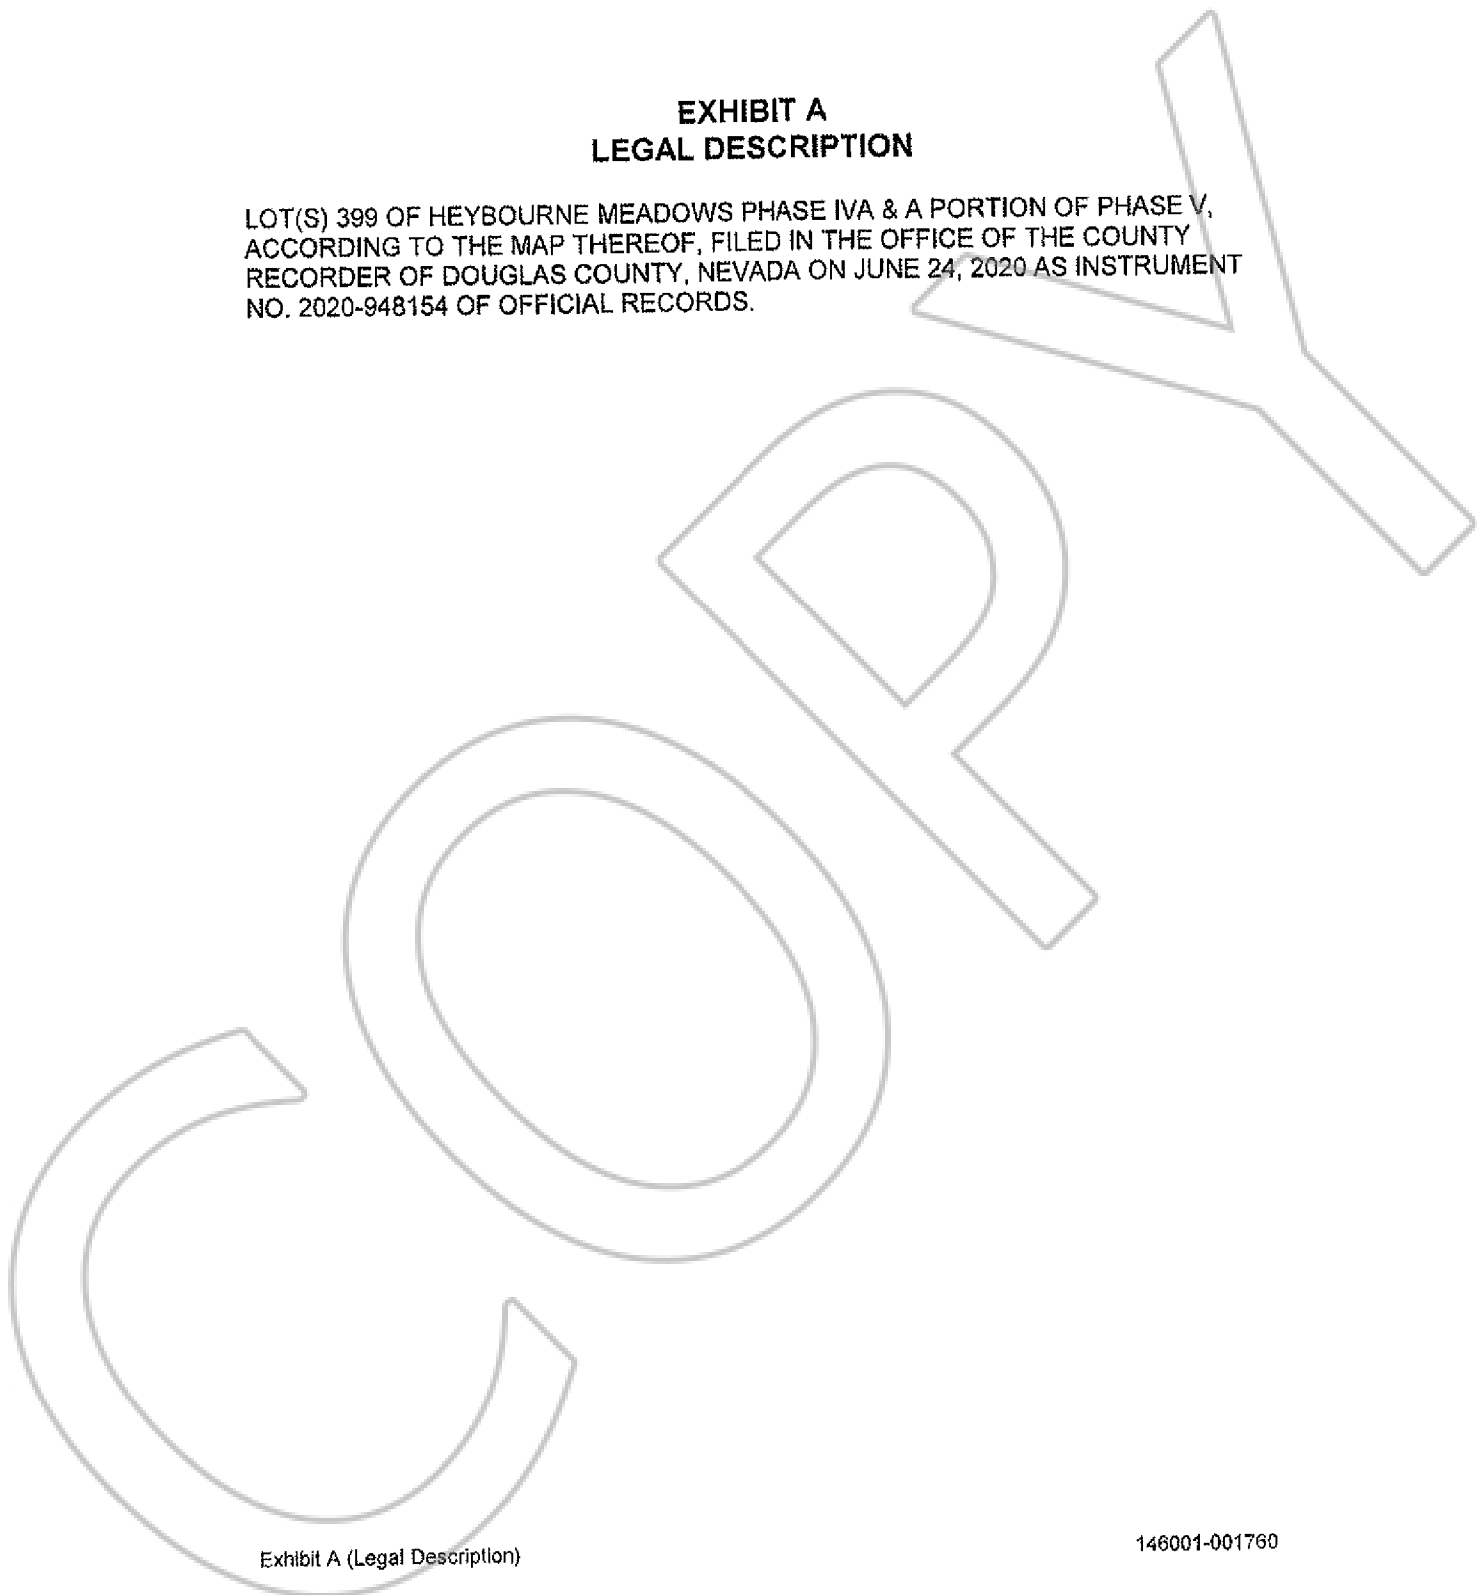 EXHIBIT A
LEGAL DESCRIPTION
LOT(S) 399 OF HEYBOURNE MEADOWS PHASE IVA & A PORTION OF PHASE V,
ACCORDING TO THE MAP THEREOF, FILED IN THE OFFICE OF THE COUNTY
RECORDER OF DOUGLAS COUNTY, NEVADA ON JUNE 24, 2020 AS INSTRUMENT
NO. 2020-948154 OF OFFICIAL RECORDS.
COPY
Exhibit A (Legal Description)
146001-001760